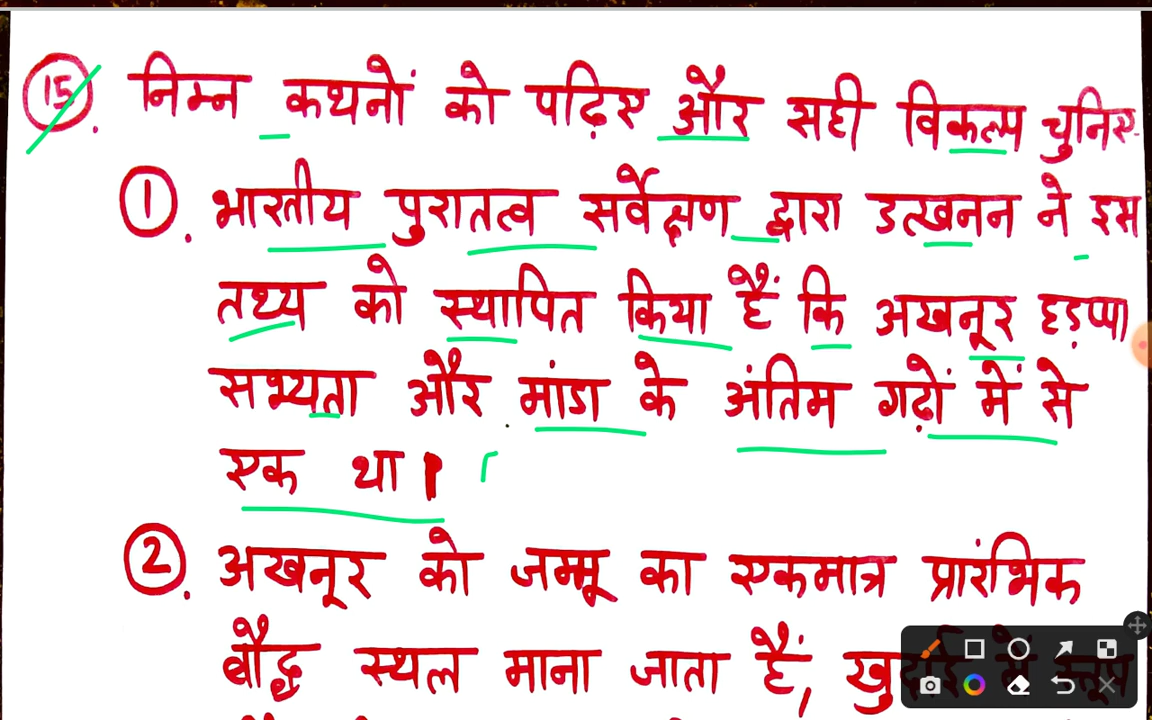 15. निम्न कथनों को पढ़िए और सही विकल्प चुनिए-
1. भारतीय पुरातत्व सर्वेक्षण द्वारा उत्खनन ने इस
तथ्य को स्थापित किया हैं कि अखनूर हड़प्पा
सभ्यता और मांडा के अंतिम गढ़ों में से
एक था।
2. अखनूर को जम्मू का एकमात्र प्रारंभिक
बौद्ध स्थल माना जाता हैं,